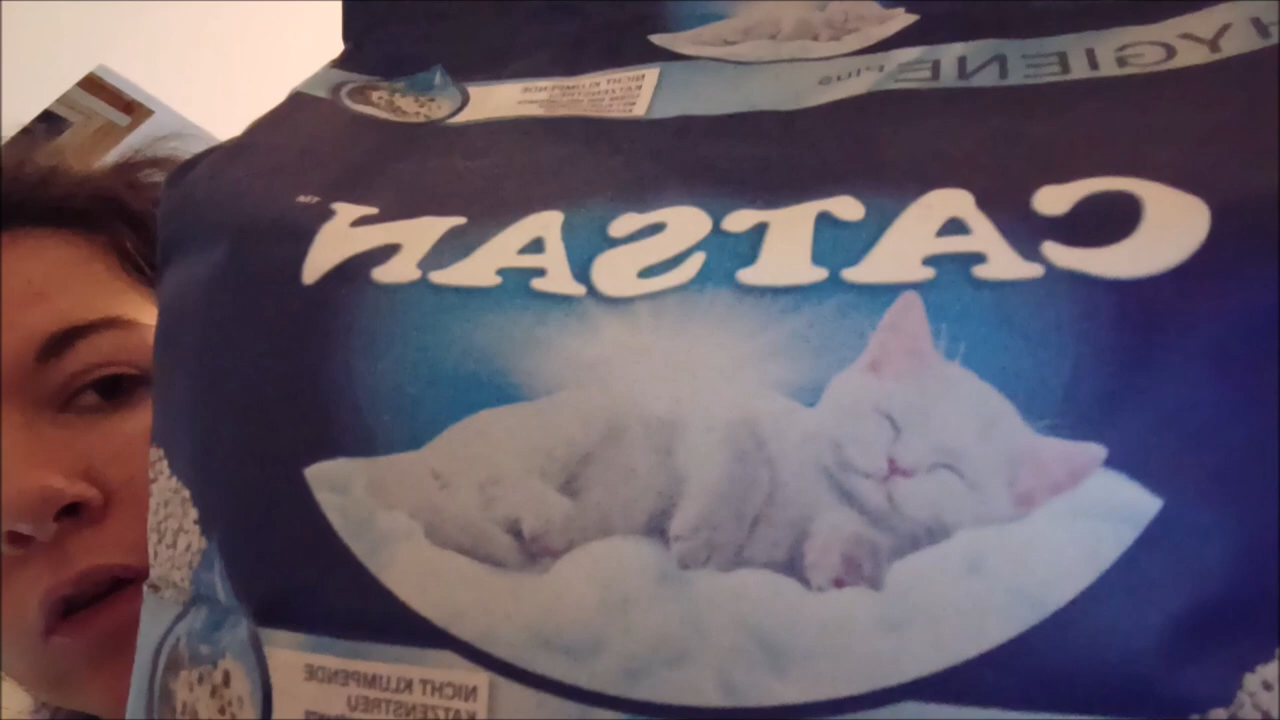 HYGIENE Plus
NICHT KLUMPENDE
KATZENSTREU
CATSAN
NICHT KLUMPENDE
KATZENSTREU